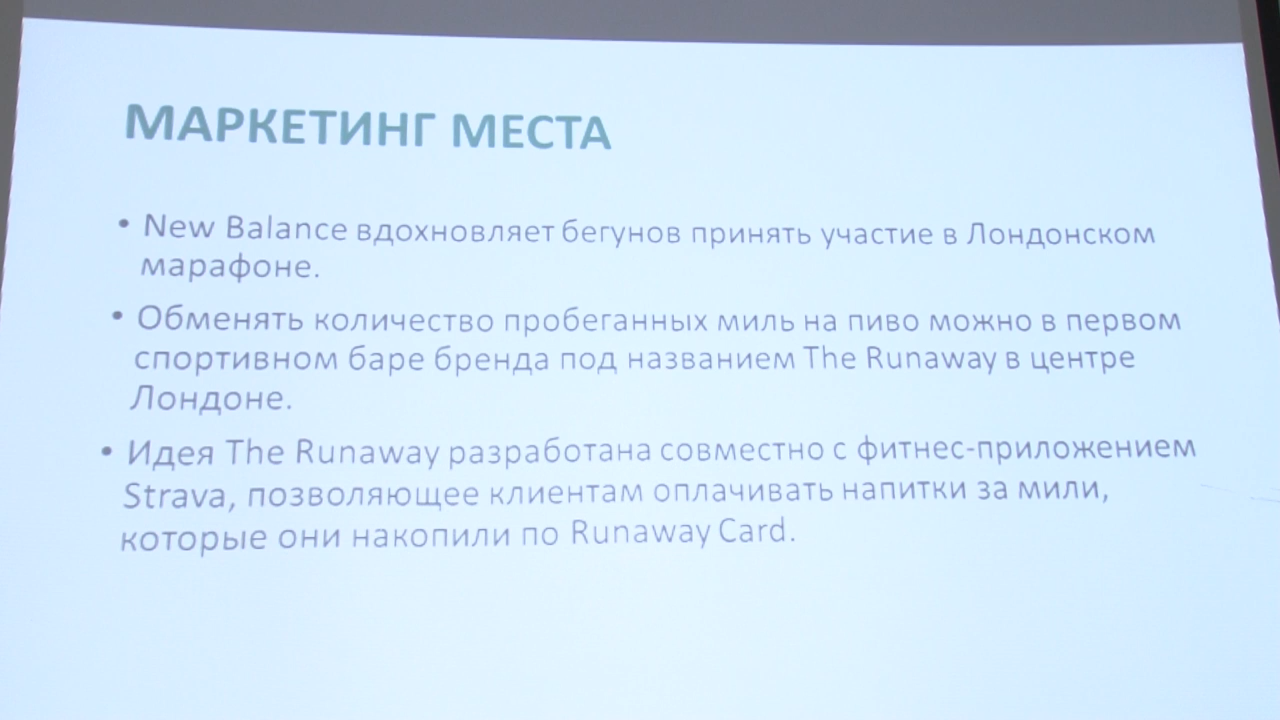 МАРКЕТИНГ МЕСТА
• New Balance вдохновляет бегунов принять участие в Лондонском
марафоне.
• Обменять количество пробеганных миль на пиво можно в первом
спортивном баре бренда под названием The Runaway в центре
Лондоне.
• Идея The Runaway разработана совместно с фитнес-приложением
Strava, позволяющее клиентам оплачивать напитки за мили,
которые они накопили по Runaway Card.